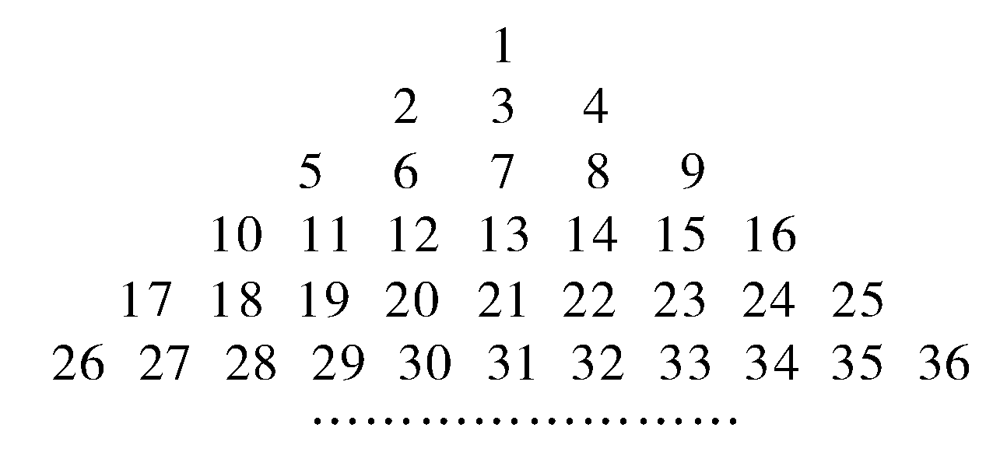 1
2 3 4
5 6 7 8 9
10 11 12 13 14 15 16
17 18 19 20 21 22 23 24 25
26 27 28 29 30 31 32 33 34 35 36
........................